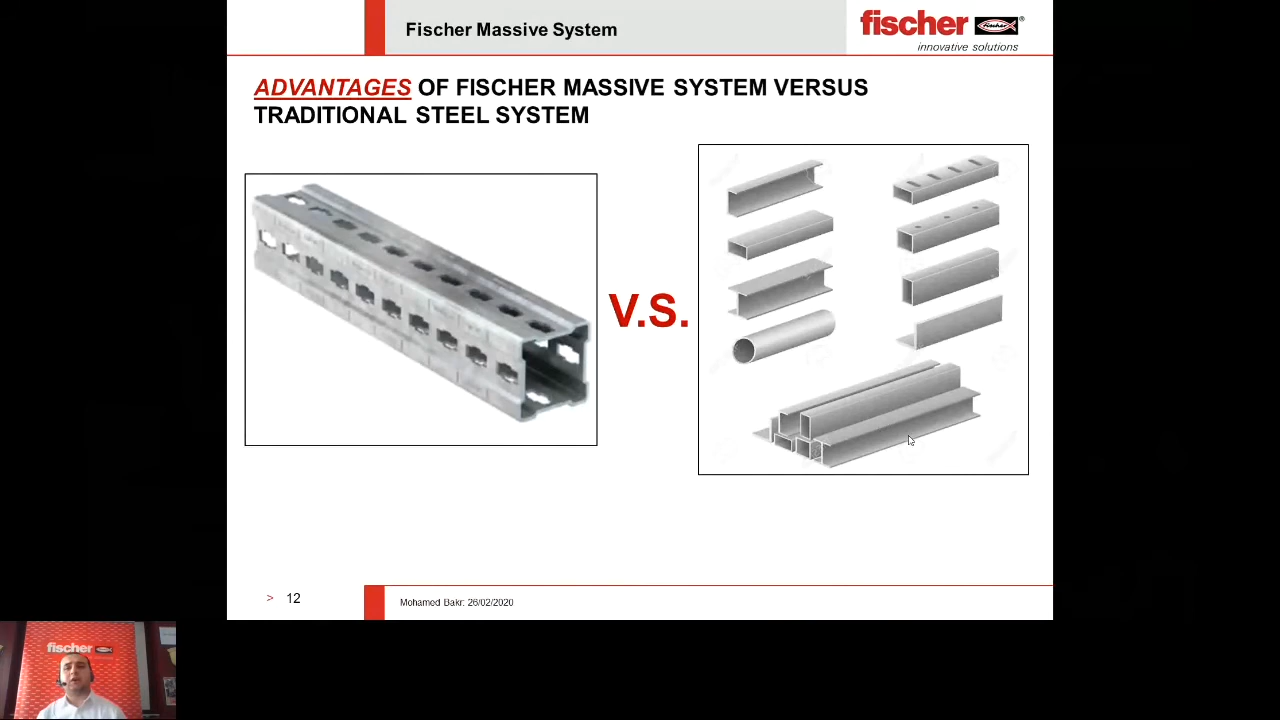 Fischer Massive System
fischer
fischer
innovative solutions
ADVANTAGES OF FISCHER MASSIVE SYSTEM VERSUS
TRADITIONAL STEEL SYSTEM
V.S.
> 12
Mohamed Bakr: 26/02/2020
fischer